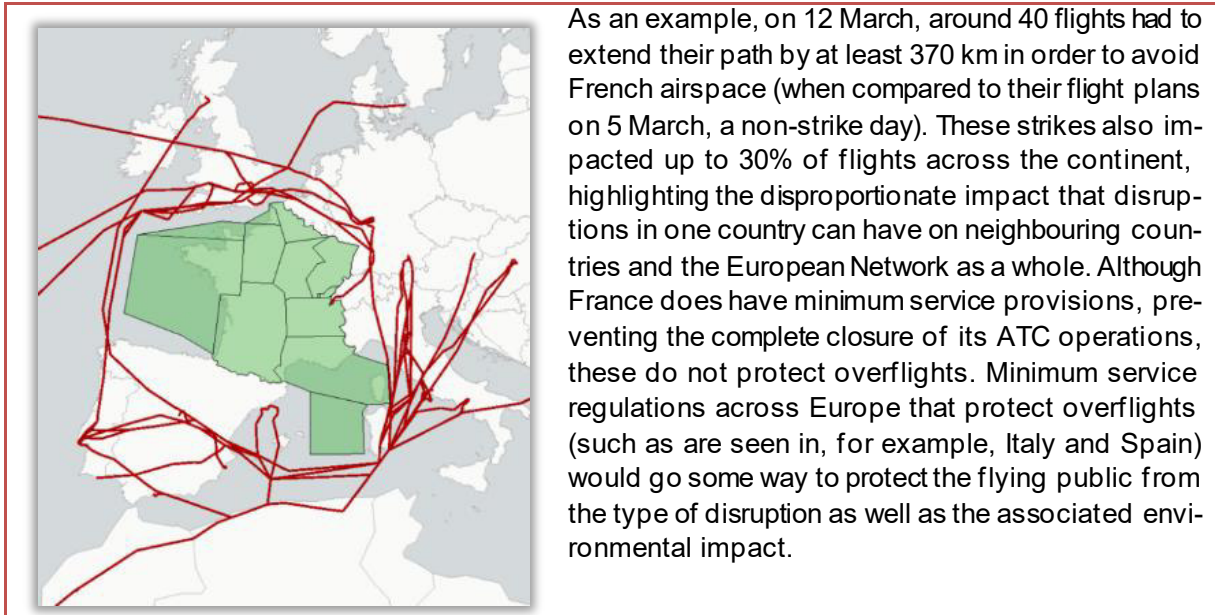 As an example, on 12 March, around 40 flights had to
extend their path by at least 370 km in order to avoid
French airspace (when compared to their flight plans
on 5 March, a non-strike day). These strikes also im-
pacted up to 30% of flights across the continent,
highlighting the disproportionate impact that disrup-
tions in one country can have on neighbouring coun-
tries and the European Network as a whole. Although
France does have minimum service provisions, pre-
venting the complete closure of its ATC operations,
these do not protect overflights. Minimum service
regulations across Europe that protect overflights
(such as are seen in, for example, Italy and Spain)
would go some way to protect the flying public from
the type of disruption as well as the associated envi-
ronmental impact.